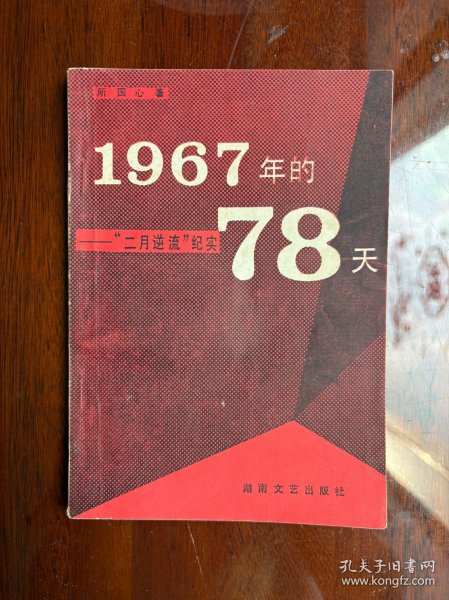 所国心 著
1967年的
78天
——“二月逆流”纪实
湖南文艺出版社
孔夫子旧书网
www.kongfz.com